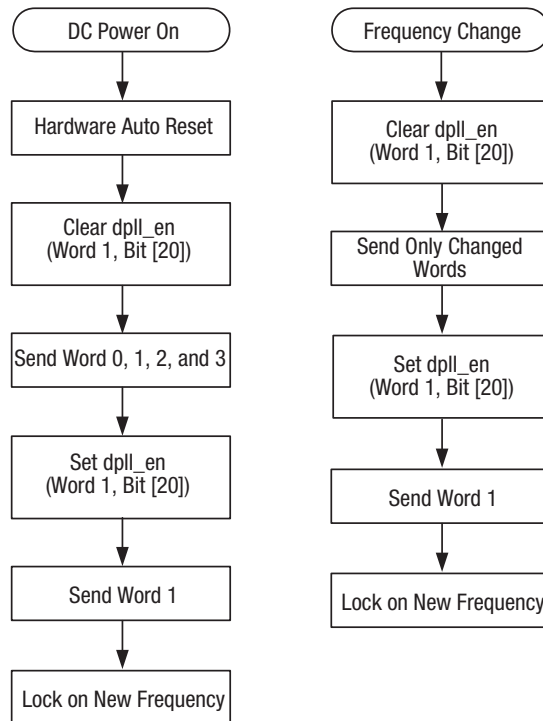 DC Power On
Hardware Auto Reset
Clear dpll_en
(Word 1, Bit [20])
Send Word 0, 1, 2, and 3
Set dpll_en
(Word 1, Bit [20])
Send Word 1
Lock on New Frequency
Frequency Change
Clear dpll_en
(Word 1, Bit [20])
Send Only Changed
Words
Set dpll_en
(Word 1, Bit [20])
Send Word 1
Lock on New Frequency